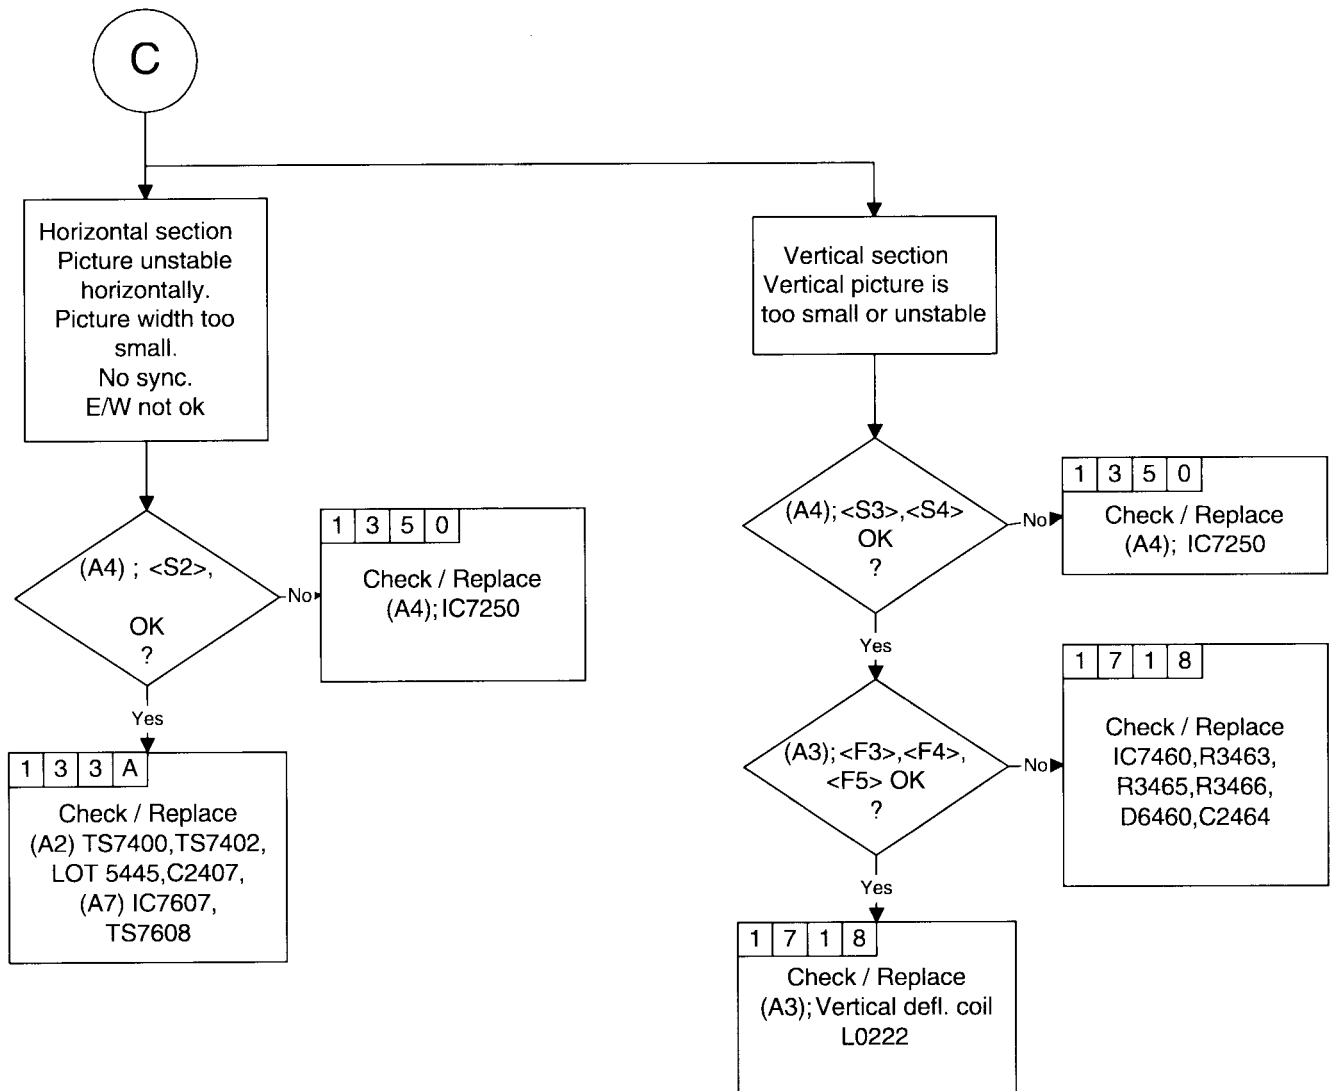 C
Horizontal section
Picture unstable
horizontally.
Picture width too
small.
No sync.
E/W not ok
(A4) ; <S2>,
OK
?
No
1 3 5 0
Check / Replace
(A4); IC7250
Yes
1 3 3 A
Check / Replace
(A2) TS7400,TS7402,
LOT 5445,C2407,
(A7) IC7607,
TS7608
Vertical section
Vertical picture is
too small or unstable
(A4);<S3>,<S4>
OK
?
No
1 3 5 0
Check / Replace
(A4); IC7250
Yes
(A3);<F3>,<F4>,
<F5> OK
?
No
1 7 1 8
Check / Replace
IC7460,R3463,
R3465,R3466,
D6460,C2464
Yes
1 7 1 8
Check / Replace
(A3); Vertical defl. coil
L0222